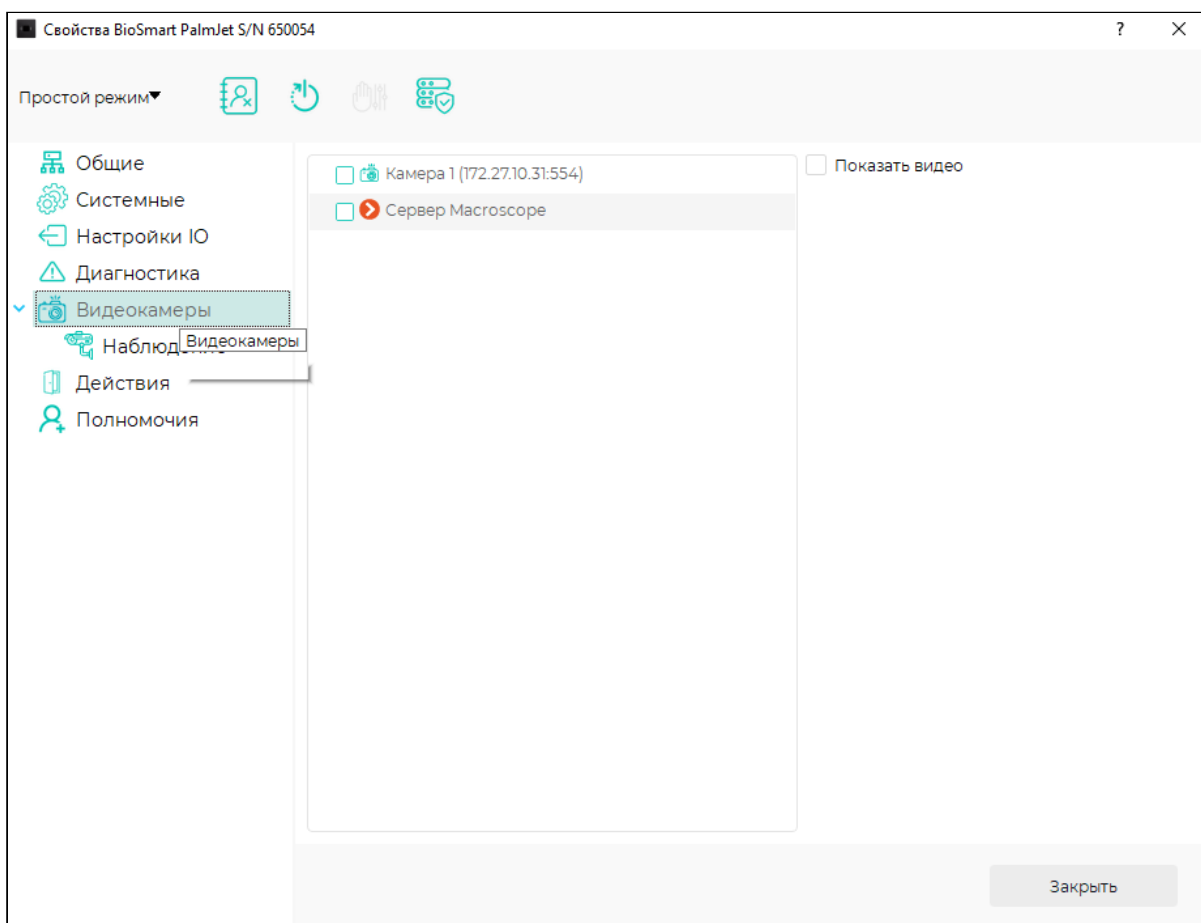 Свойства BioSmart PalmJet S/N 650054
?
Простой режим
Общие
Системные
Настройки IO
Диагностика
Видеокамеры
Видеокамеры
Действия
Полномочия
Камера 1 (172.27.10.31:554)
Сервер Macroscope
Показать видео
Закрыть